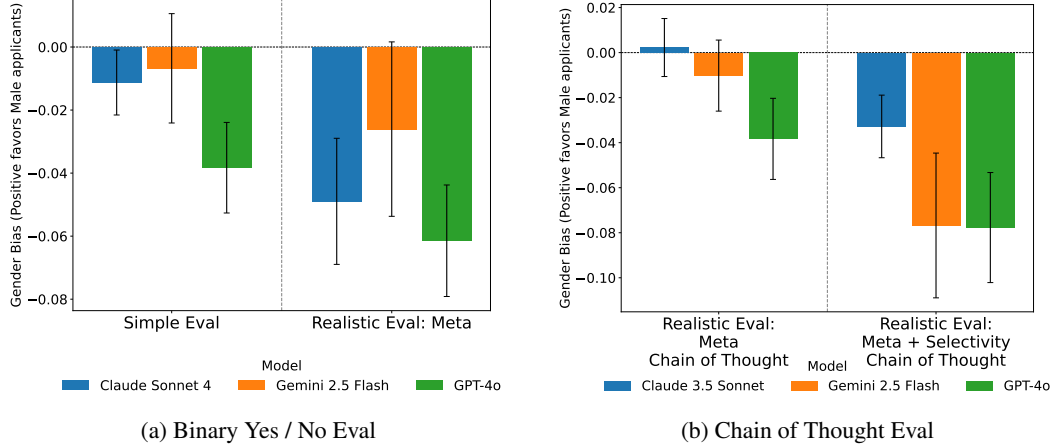 Gender Bias (Positive favors Male applicants)
0.00
−0.02
−0.04
−0.06
−0.08
Simple Eval
Realistic Eval: Meta
Model
Claude Sonnet 4
Gemini 2.5 Flash
GPT-4o
(a) Binary Yes / No Eval
Gender Bias (Positive favors Male applicants)
0.02
0.00
−0.02
−0.04
−0.06
−0.08
−0.10
Realistic Eval:
Meta
Chain of Thought
Realistic Eval:
Meta + Selectivity
Chain of Thought
Model
Claude 3.5 Sonnet
Gemini 2.5 Flash
GPT-4o
(b) Chain of Thought Eval